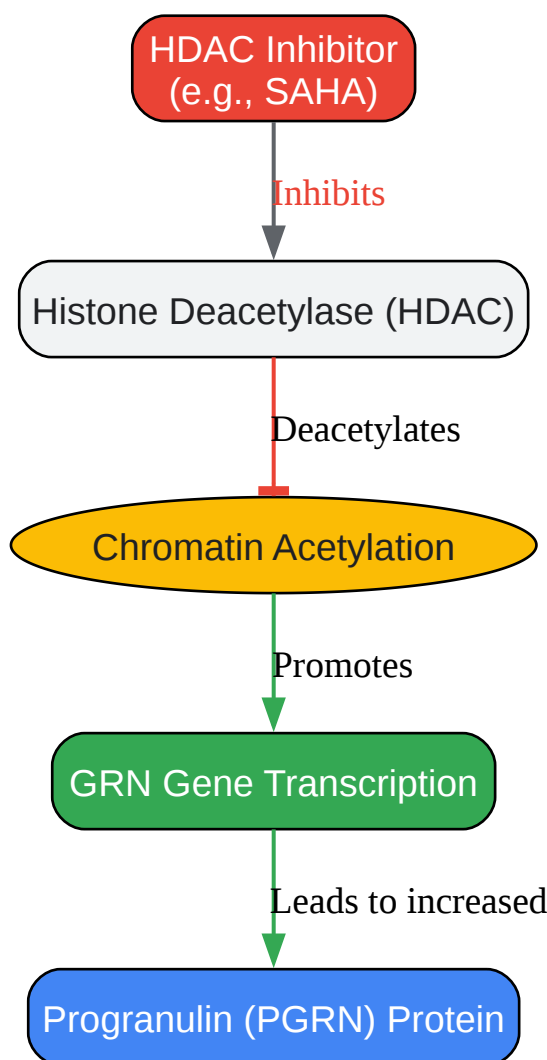 HDAC Inhibitor
(e.g., SAHA)
Inhibits
Histone Deacetylase (HDAC)
Deacetylates
Chromatin Acetylation
Promotes
GRN Gene Transcription
Leads to increased
Progranulin (PGRN) Protein